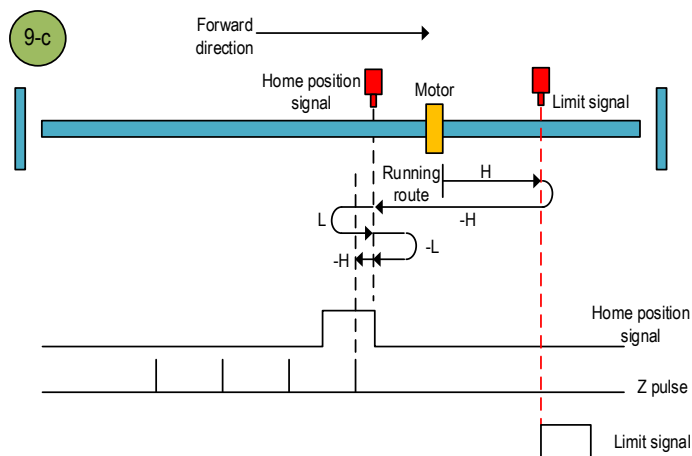 9-c
Forward
direction
Home position
signal
Motor
Limit signal
Running
route
H
-H
L
-L
-H
Home position
signal
Z pulse
Limit signal